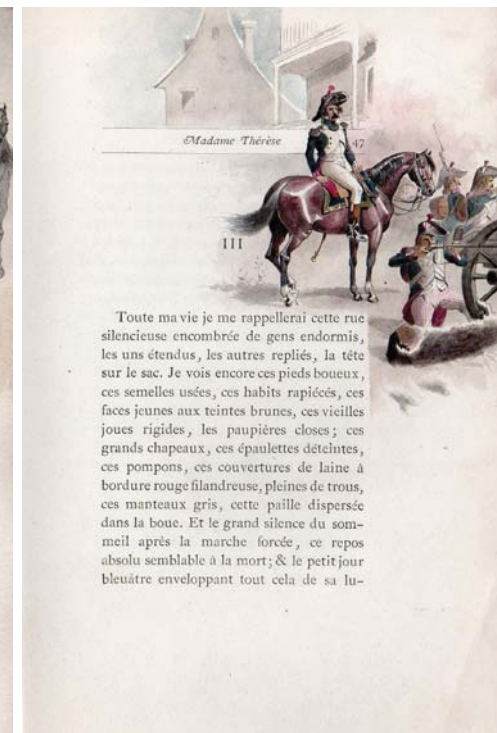 Madame Thérèse 47
III
Toute ma vie je me rappellerai cette rue
silencieuse encombrée de gens endormis,
les uns étendus, les autres repliés, la tête
sur le sac. Je vois encore ces pieds boueux,
ces semelles usées, ces habits rapiécés, ces
faces jeunes aux teintes brunes, ces vieilles
joues rigides, les paupières closes; ces
grands chapeaux, ces épaulettes déteintes,
ces pompons, ces couvertures de laine à
bordure rouge filandreuse, pleines de trous,
ces manteaux gris, cette paille dispersée
dans la boue. Et le grand silence du som-
meil après la marche forcée, ce repos
absolu semblable à la mort; & le petit jour
bleuâtre enveloppant tout cela de sa lu-